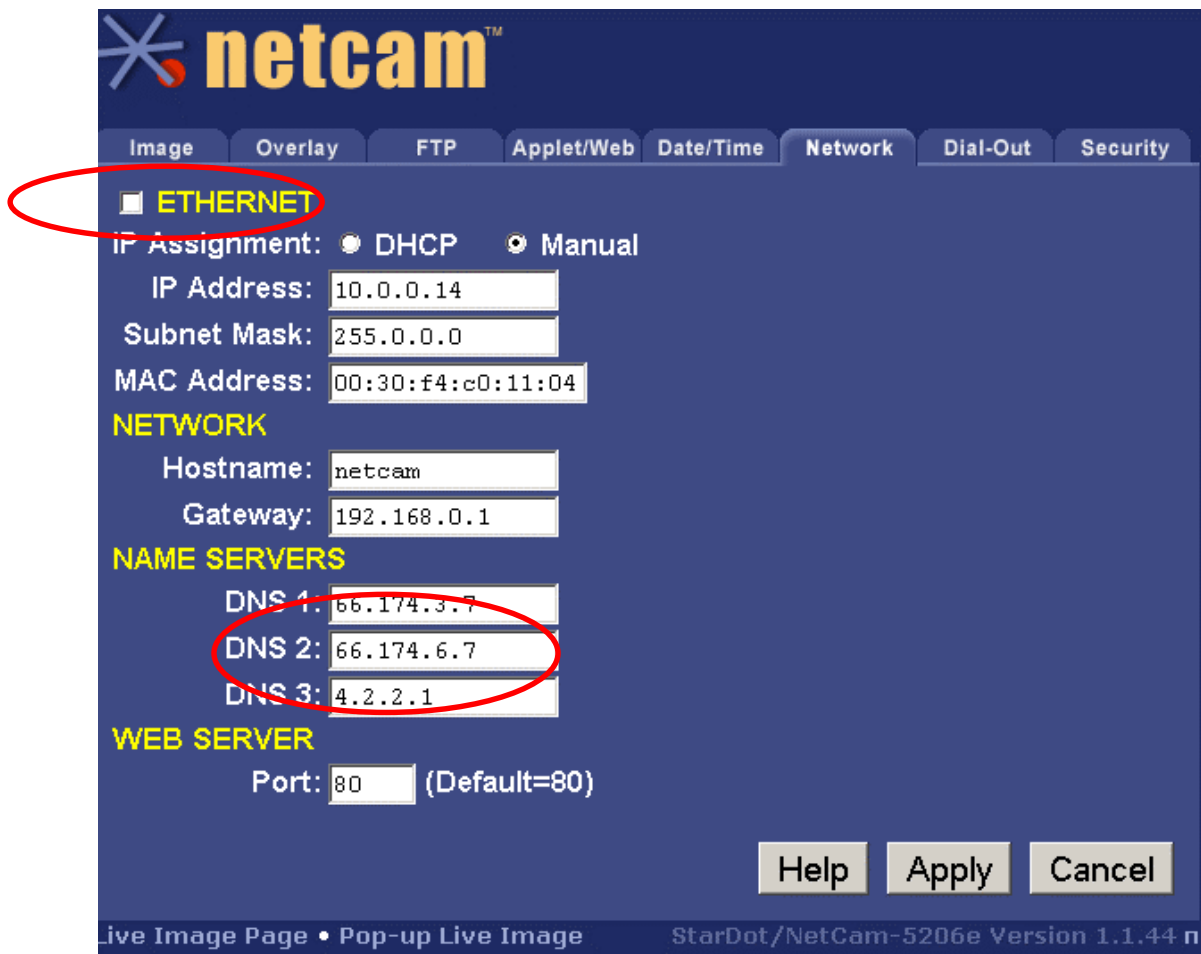 netcam™
Image Overlay FTP Applet/Web Date/Time Network Dial-Out Security
ETHERNET
IP Assignment: DHCP Manual
IP Address: 10.0.0.14
Subnet Mask: 255.0.0.0
MAC Address: 00:30:f4:c0:11:04
NETWORK
Hostname: netcam
Gateway: 192.168.0.1
NAME SERVERS
DNS 1: 66.174.3.7
DNS 2: 66.174.6.7
DNS 3: 4.2.2.1
WEB SERVER
Port: 80 (Default=80)
Help Apply Cancel
Live Image Page • Pop-up Live Image StarDot/NetCam-5206e Version 1.1.44